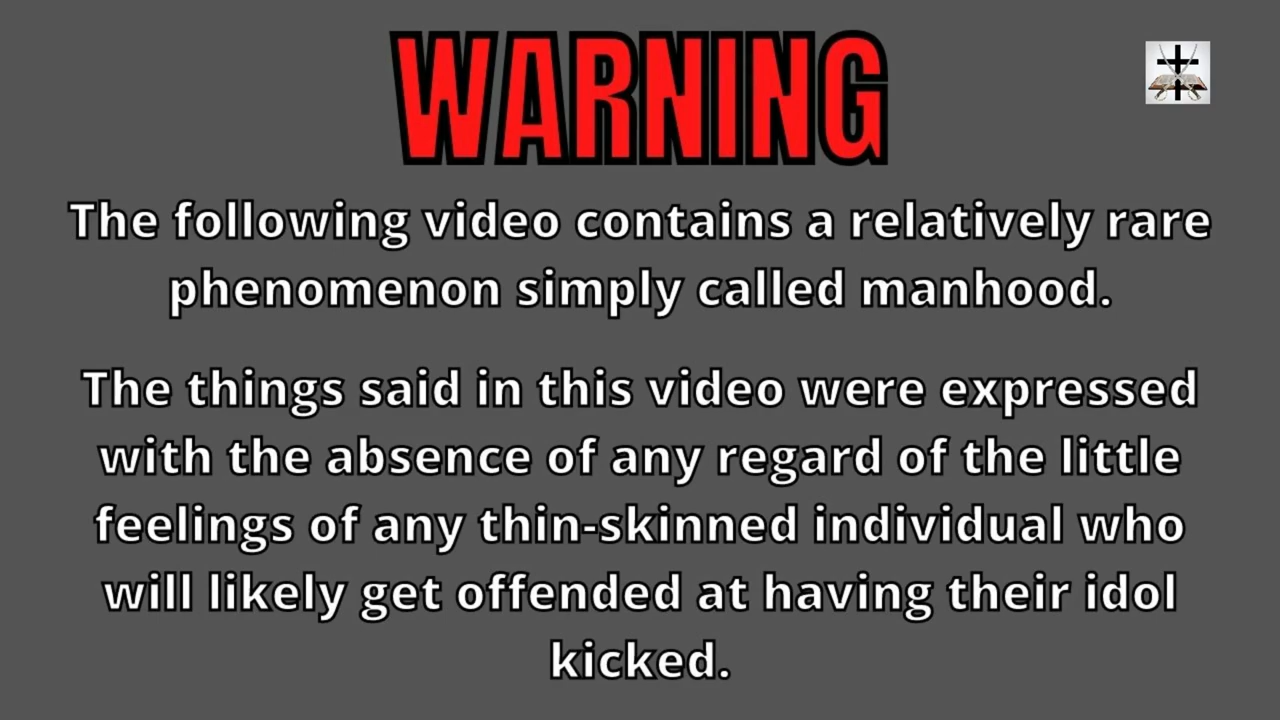 WARNING
The following video contains a relatively rare
phenomenon simply called manhood.
The things said in this video were expressed
with the absence of any regard of the little
feelings of any thin-skinned individual who
will likely get offended at having their idol
kicked.